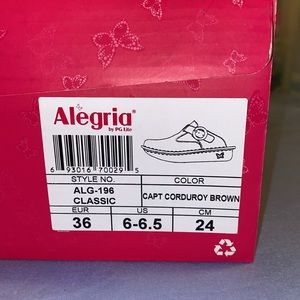 Alegria®
by PG Lite
6 93016 70029 5
STYLE NO. COLOR
ALG-196
CLASSIC
CAPT CORDUROY BROWN
EUR US CM
36 6-6.5 24